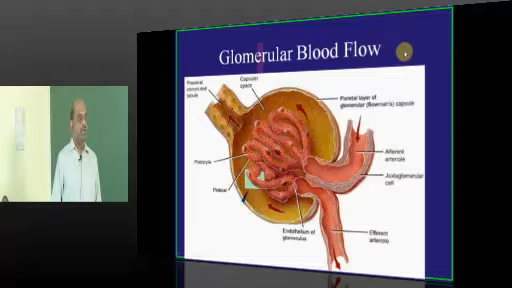 Glomerular Blood Flow
Proximal
convoluted
tubule
Capsular
space
Parietal layer of
glomerular (Bowman's) capsule
Afferent
arteriole
Juxtaglomerular
cell
Podocyte
Pedicel
Endothelium of
glomerulus
Efferent
arteriole